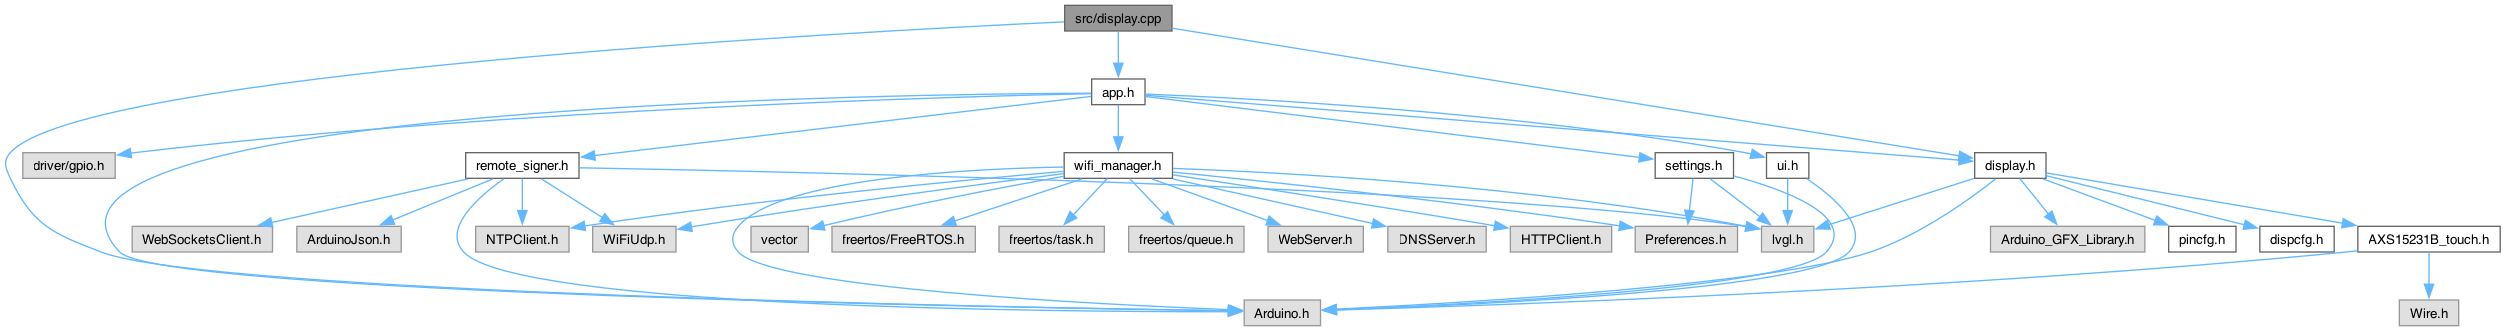 src/display.cpp
app.h
driver/gpio.h
remote_signer.h
wifi_manager.h
settings.h
ui.h
display.h
WebSocketsClient.h
ArduinoJson.h
NTPClient.h
WiFiUdp.h
vector
freertos/FreeRTOS.h
freertos/task.h
freertos/queue.h
WebServer.h
DNSServer.h
HTTPClient.h
Preferences.h
lvgl.h
Arduino_GFX_Library.h
pincfg.h
dispcfg.h
AXS15231B_touch.h
Arduino.h
Wire.h